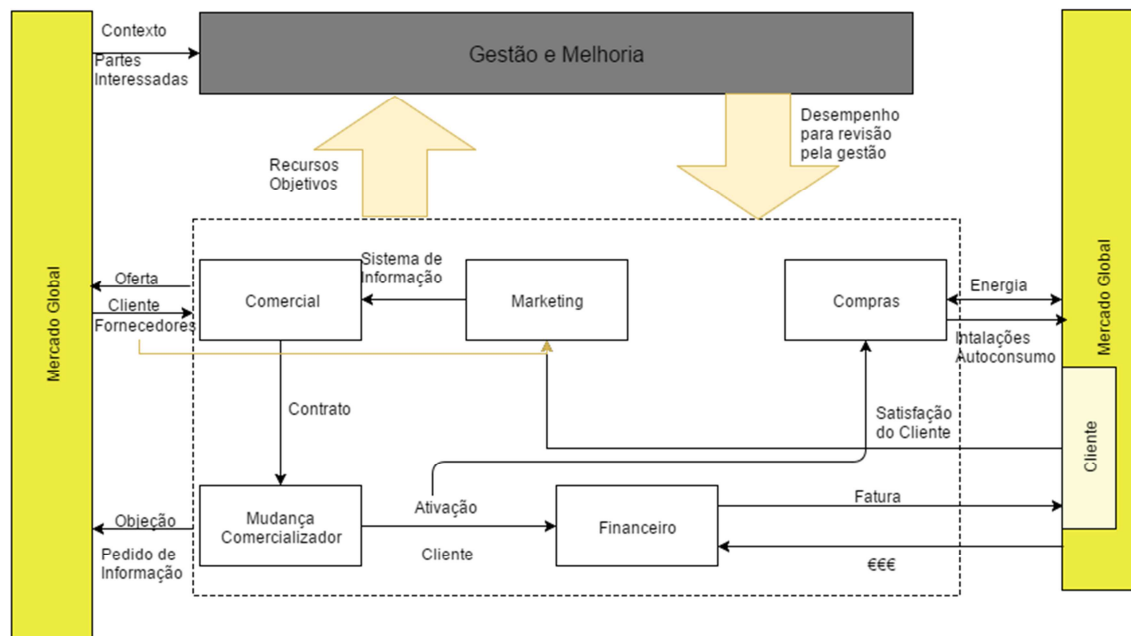 Contexto
Partes
Interessadas
Gestão e Melhoria
Recursos
Objetivos
Desempenho
para revisão
pela gestão
Mercado Global
Oferta
Cliente
Fornecedores
Comercial
Sistema de
Informação
Marketing
Compras
Energia
Intalações
Autoconsumo
Mercado Global
Contrato
Satisfação
do Cliente
Cliente
Objeção
Pedido de
Informação
Mudança
Comercializador
Ativação
Cliente
Financeiro
Fatura
€€€